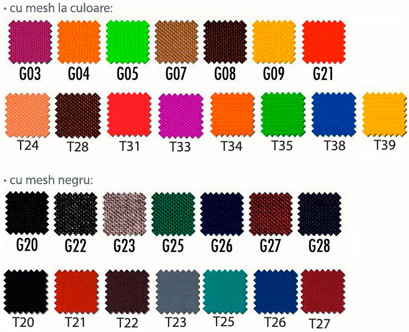 • cu mesh la culoare:
G03 G04 G05 G07 G08 G09 G21
T24 T28 T31 T33 T34 T35 T38 T39
• cu mesh negru:
G20 G22 G23 G25 G26 G27 G28
T20 T21 T22 T23 T25 T26 T27